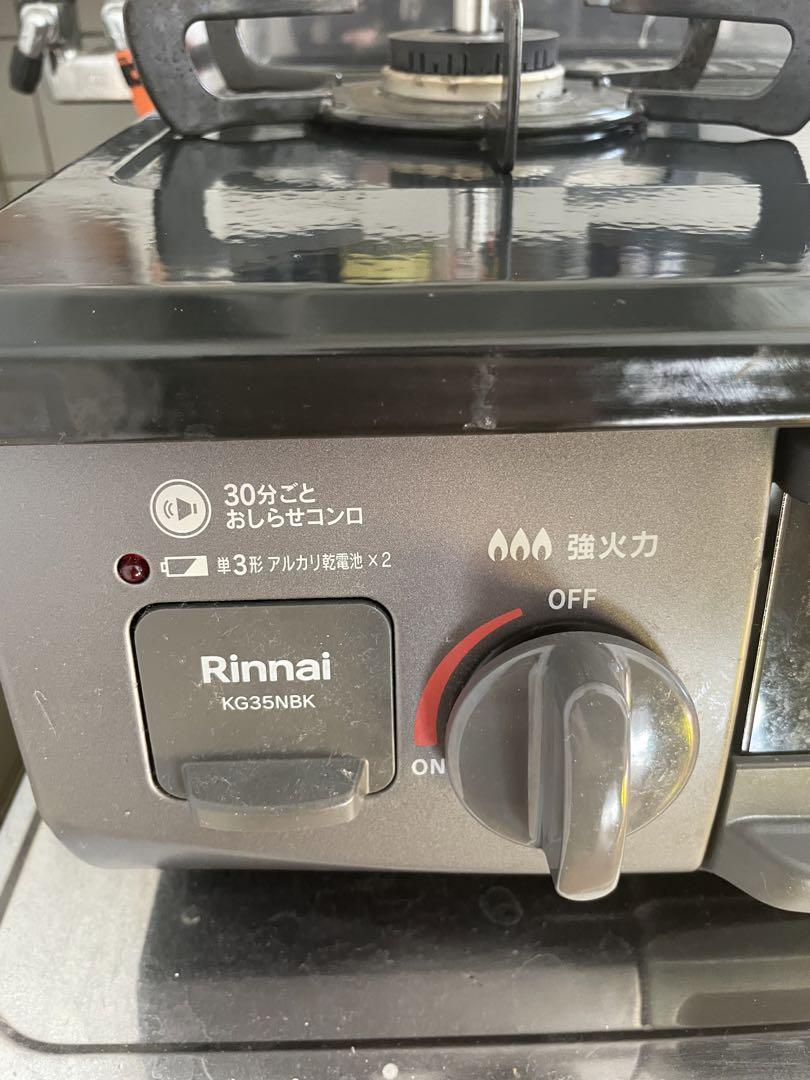 30分ごと
おしらせコンロ
単3形 アルカリ乾電池×2
強火力
OFF
Rinnai
KG35NBK
ON